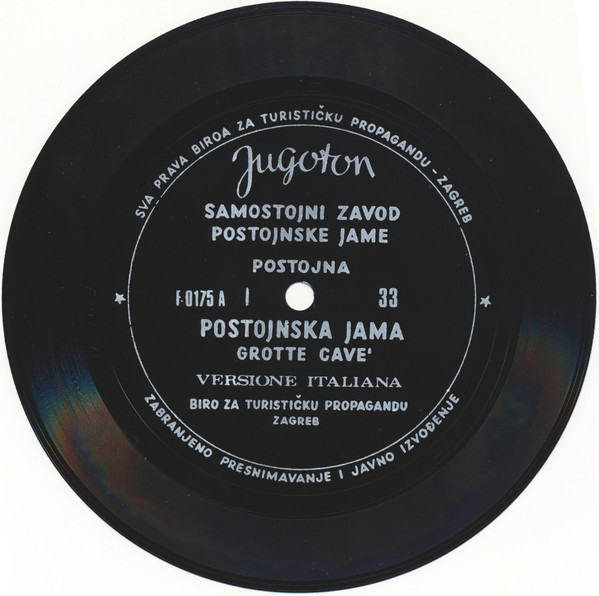 SVA PRAVA BIROA ZA TURISTIČKU PROPAGANDU - ZAGREB
Jugoton
SAMOSTOJNI ZAVOD
POSTOJNSKE JAME
POSTOJNA
F-0175 A I 33
POSTOJNSKA JAMA
GROTTE CAVE'
VERSIONE ITALIANA
BIRO ZA TURISTIČKU PROPAGANDU
ZAGREB
ZABRANJENO PRESNIMAVANJE I JAVNO IZVOĐENJE